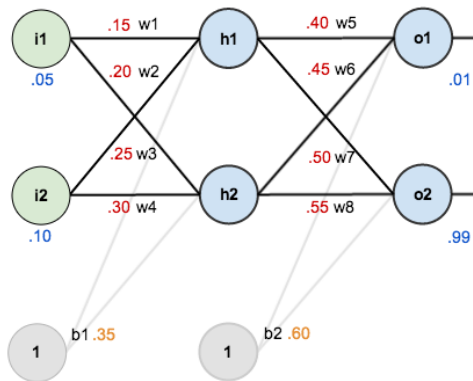 i1 .15 w1 h1 .40 w5 o1
.05 .20 w2 .45 w6 .01
.25 w3 .50 w7
i2 .30 w4 h2 .55 w8 o2
.10 .99
b1 .35 b2 .60
1 1